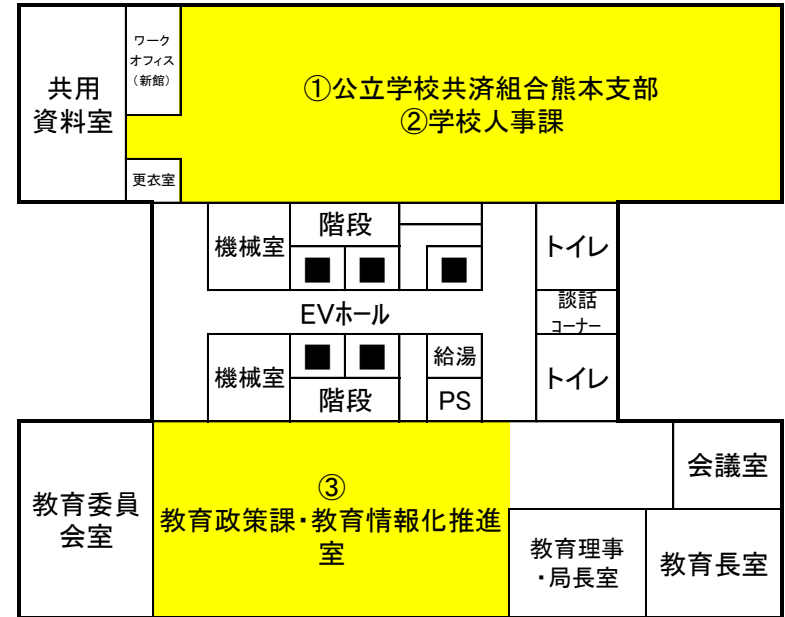 共用
資料室
ワーク
オフィス
（新館）
更衣室
①公立学校共済組合熊本支部
②学校人事課
機械室
階段
トイレ
EVホール
談話
コーナー
機械室
階段
給湯
PS
トイレ
教育委員
会室
③
教育政策課・教育情報化推進
室
会議室
教育理事
・局長室
教育長室